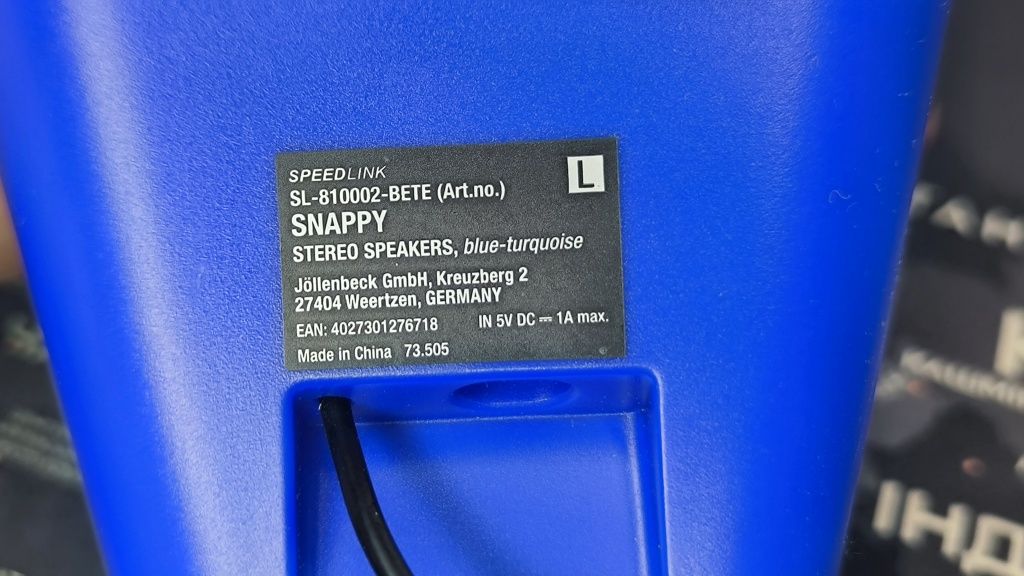 SPEEDLINK
L
SL-810002-BETE (Art.no.)
SNAPPY
STEREO SPEAKERS, blue-turquoise
Jöllenbeck GmbH, Kreuzberg 2
27404 Weertzen, GERMANY
EAN: 4027301276718 IN 5V DC ⎓ 1A max.
Made in China 73.505